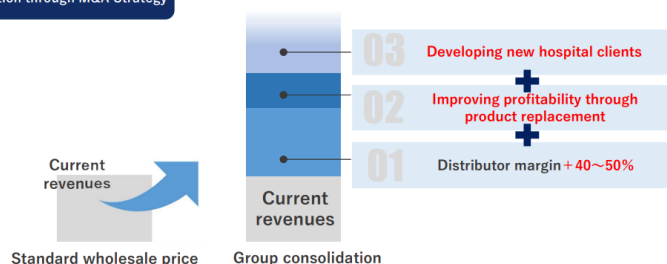 through M&A Strategy
03 Developing new hospital clients
02 Improving profitability through
product replacement
01 Distributor margin＋40～50%
Current
revenues
Current
revenues
Standard wholesale price
Group consolidation